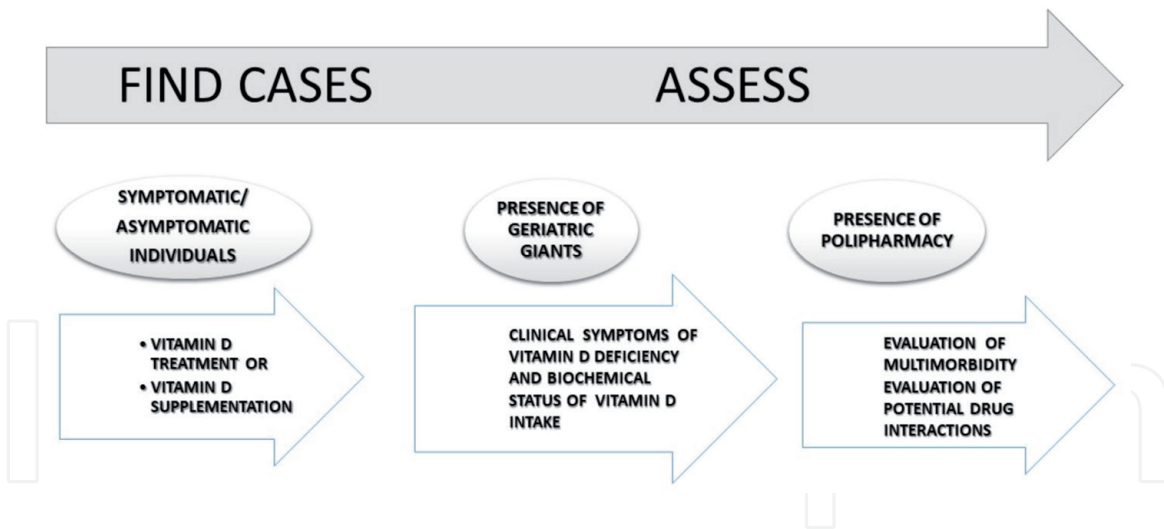 FIND CASES ASSESS
SYMPTOMATIC/
ASYMPTOMATIC
INDIVIDUALS
• VITAMIN D
TREATMENT OR
• VITAMIN D
SUPPLEMENTATION
PRESENCE OF
GERIATRIC
GIANTS
CLINICAL SYMPTOMS OF
VITAMIN D DEFICIENCY
AND BIOCHEMICAL
STATUS OF VITAMIN D
INTAKE
PRESENCE OF
POLIPHARMACY
EVALUATION OF
MULTIMORBIDITY
EVALUATION OF
POTENTIAL DRUG
INTERACTIONS